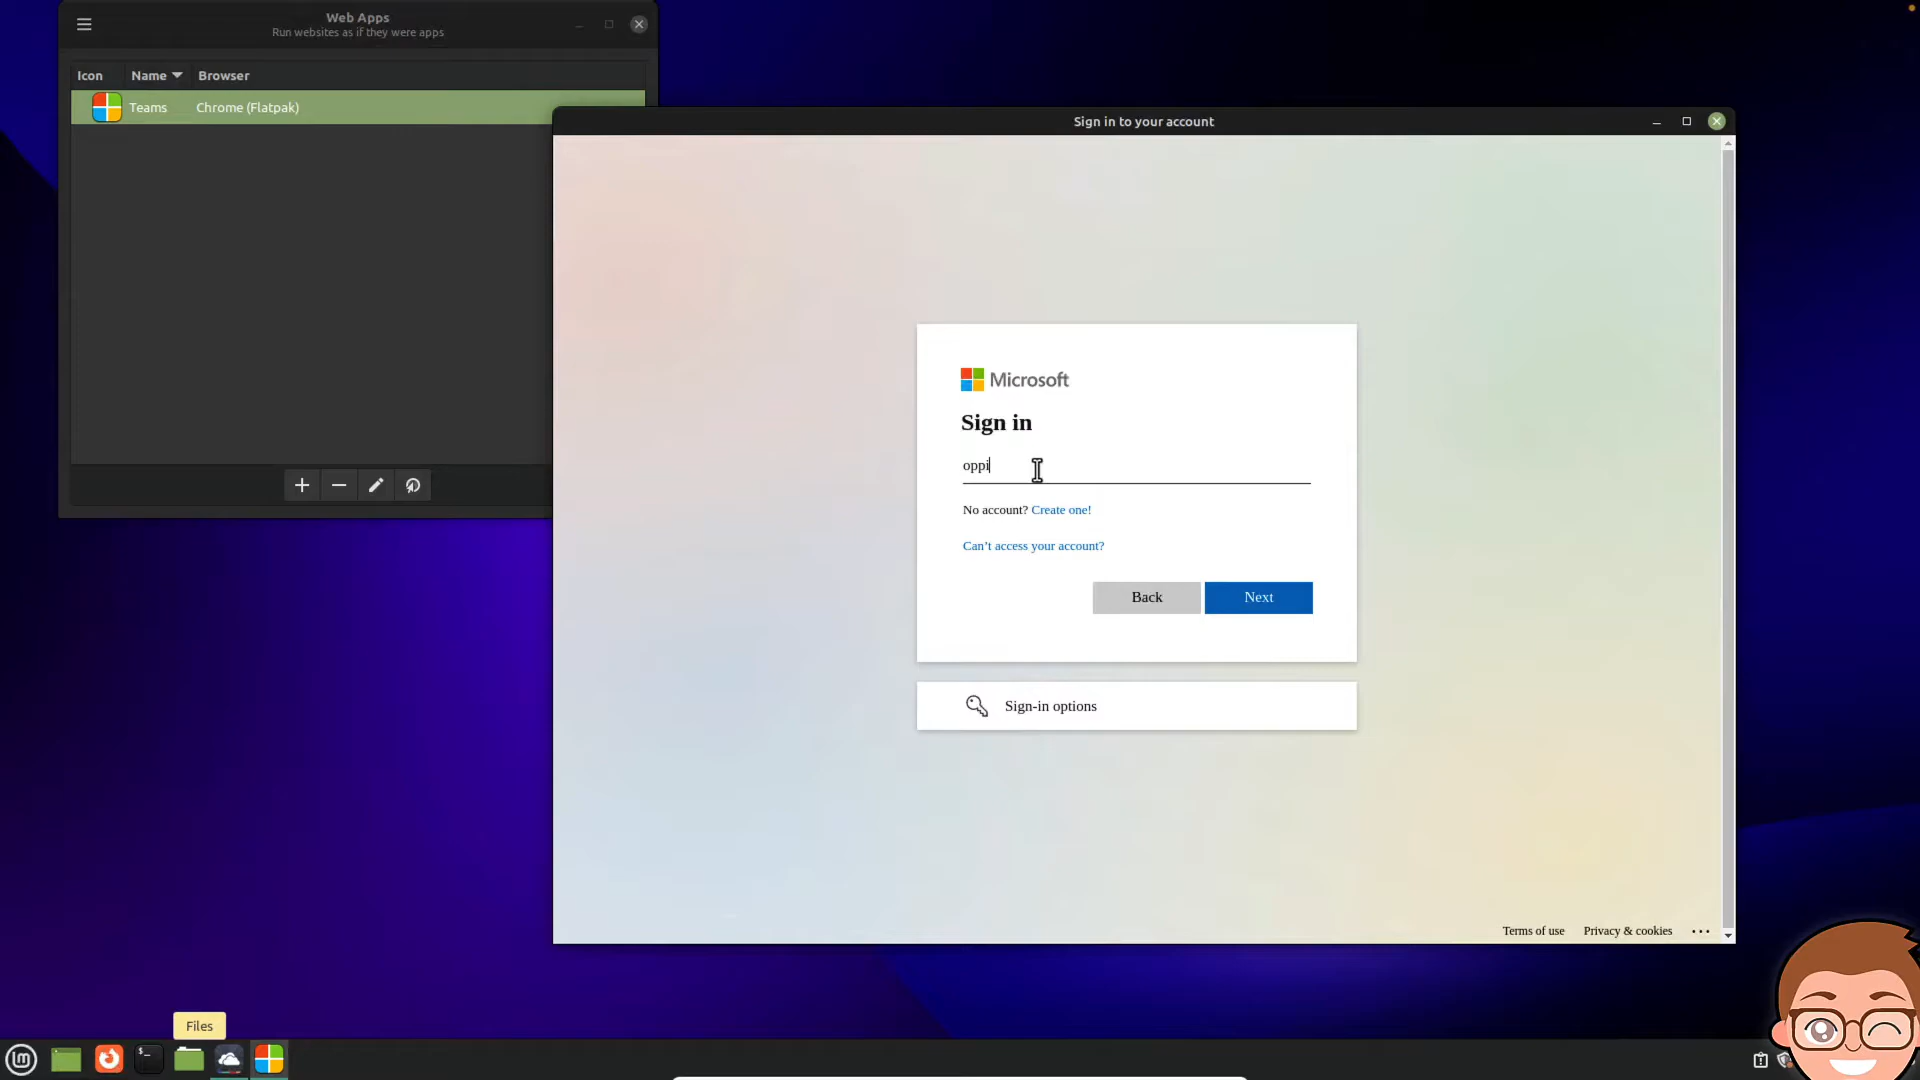 Web Apps
Run websites as if they were apps
Icon Name Browser
Teams Chrome (Flatpak)
Sign in to your account
Microsoft
Sign in
oppi
No account? Create one!
Can't access your account?
Back Next
Sign-in options
Terms of use Privacy & cookies
Files